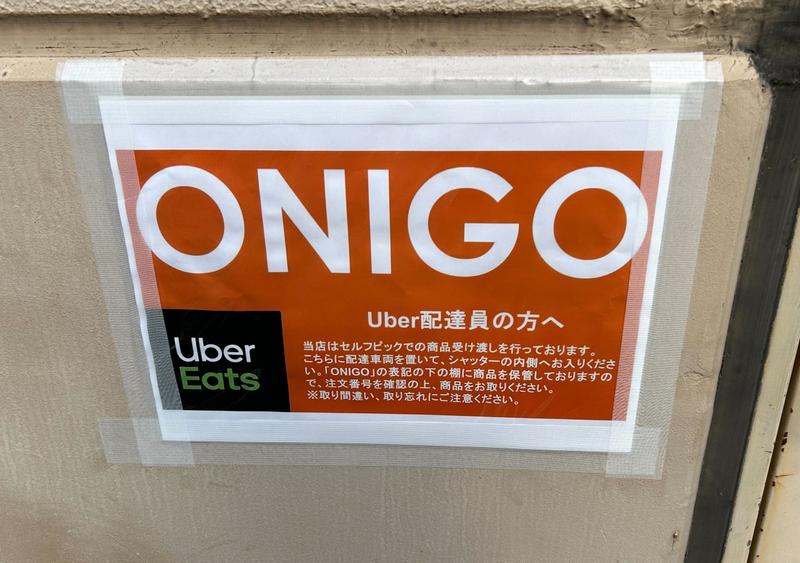 ONIGO
Uber配達員の方へ
Uber
Eats
当店はセルフピックでの商品受け渡しを行っております。
こちらに配達車両を置いて、シャッターの内側へお入りくださ
い。「ONIGO」の表記の下の棚に商品を保管しておりますの
で、注文番号を確認の上、商品をお取りください。
※取り間違い、取り忘れにご注意ください。